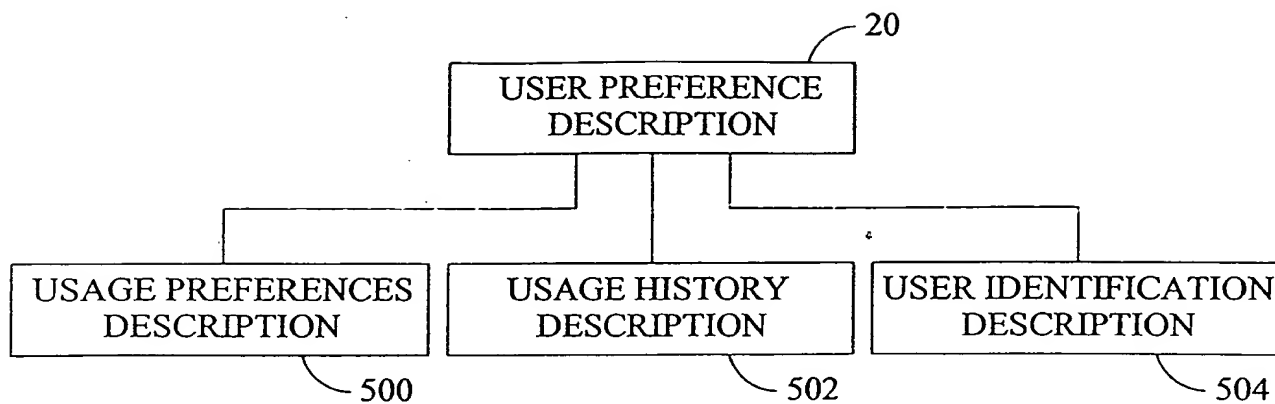 20
USER PREFERENCE
DESCRIPTION
USAGE PREFERENCES
DESCRIPTION
500
USAGE HISTORY
DESCRIPTION
502
USER IDENTIFICATION
DESCRIPTION
504